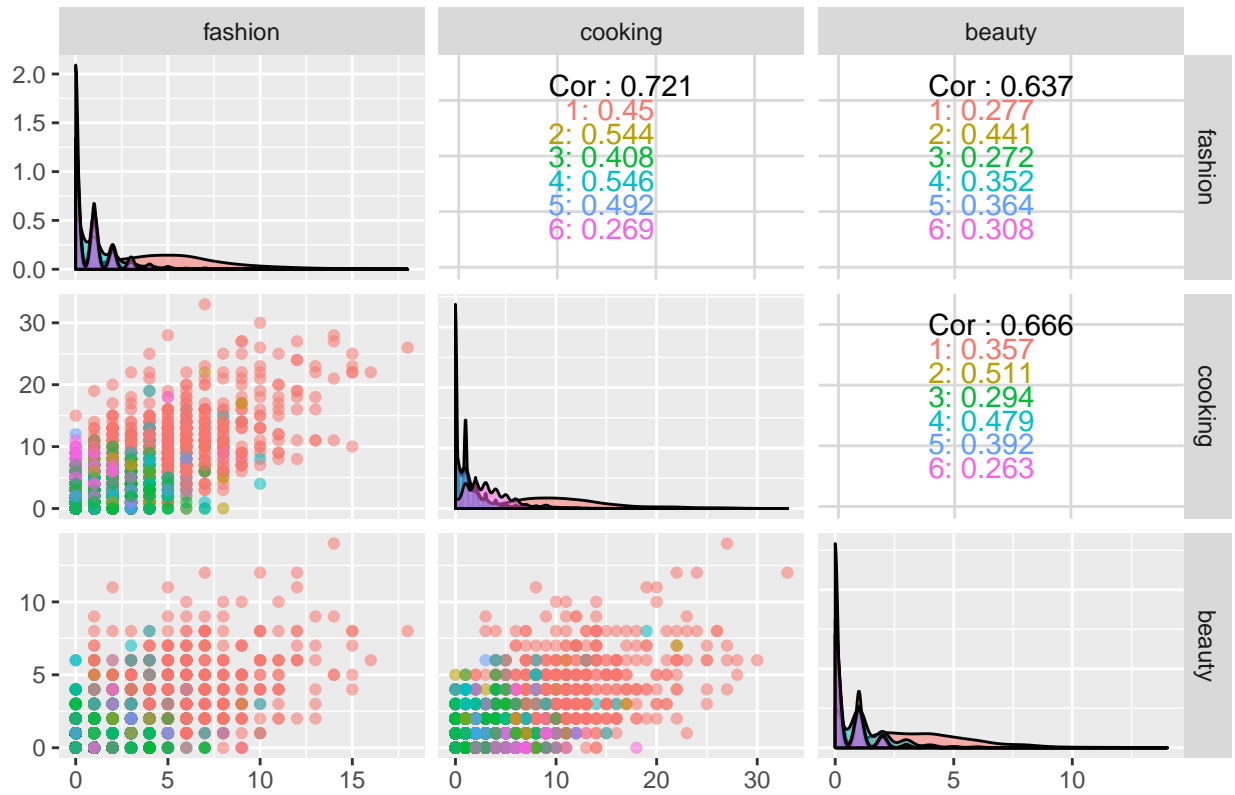 fashion
cooking
beauty
2.0
1.5
1.0
0.5
0.0
Cor : 0.721
1: 0.45
2: 0.544
3: 0.408
4: 0.546
5: 0.492
6: 0.269
Cor : 0.637
1: 0.277
2: 0.441
3: 0.272
4: 0.352
5: 0.364
6: 0.308
fashion
30
20
10
0
Cor : 0.666
1: 0.357
2: 0.511
3: 0.294
4: 0.479
5: 0.392
6: 0.263
cooking
10
5
0
beauty
0 5 10 15
0 10 20 30
0 5 10